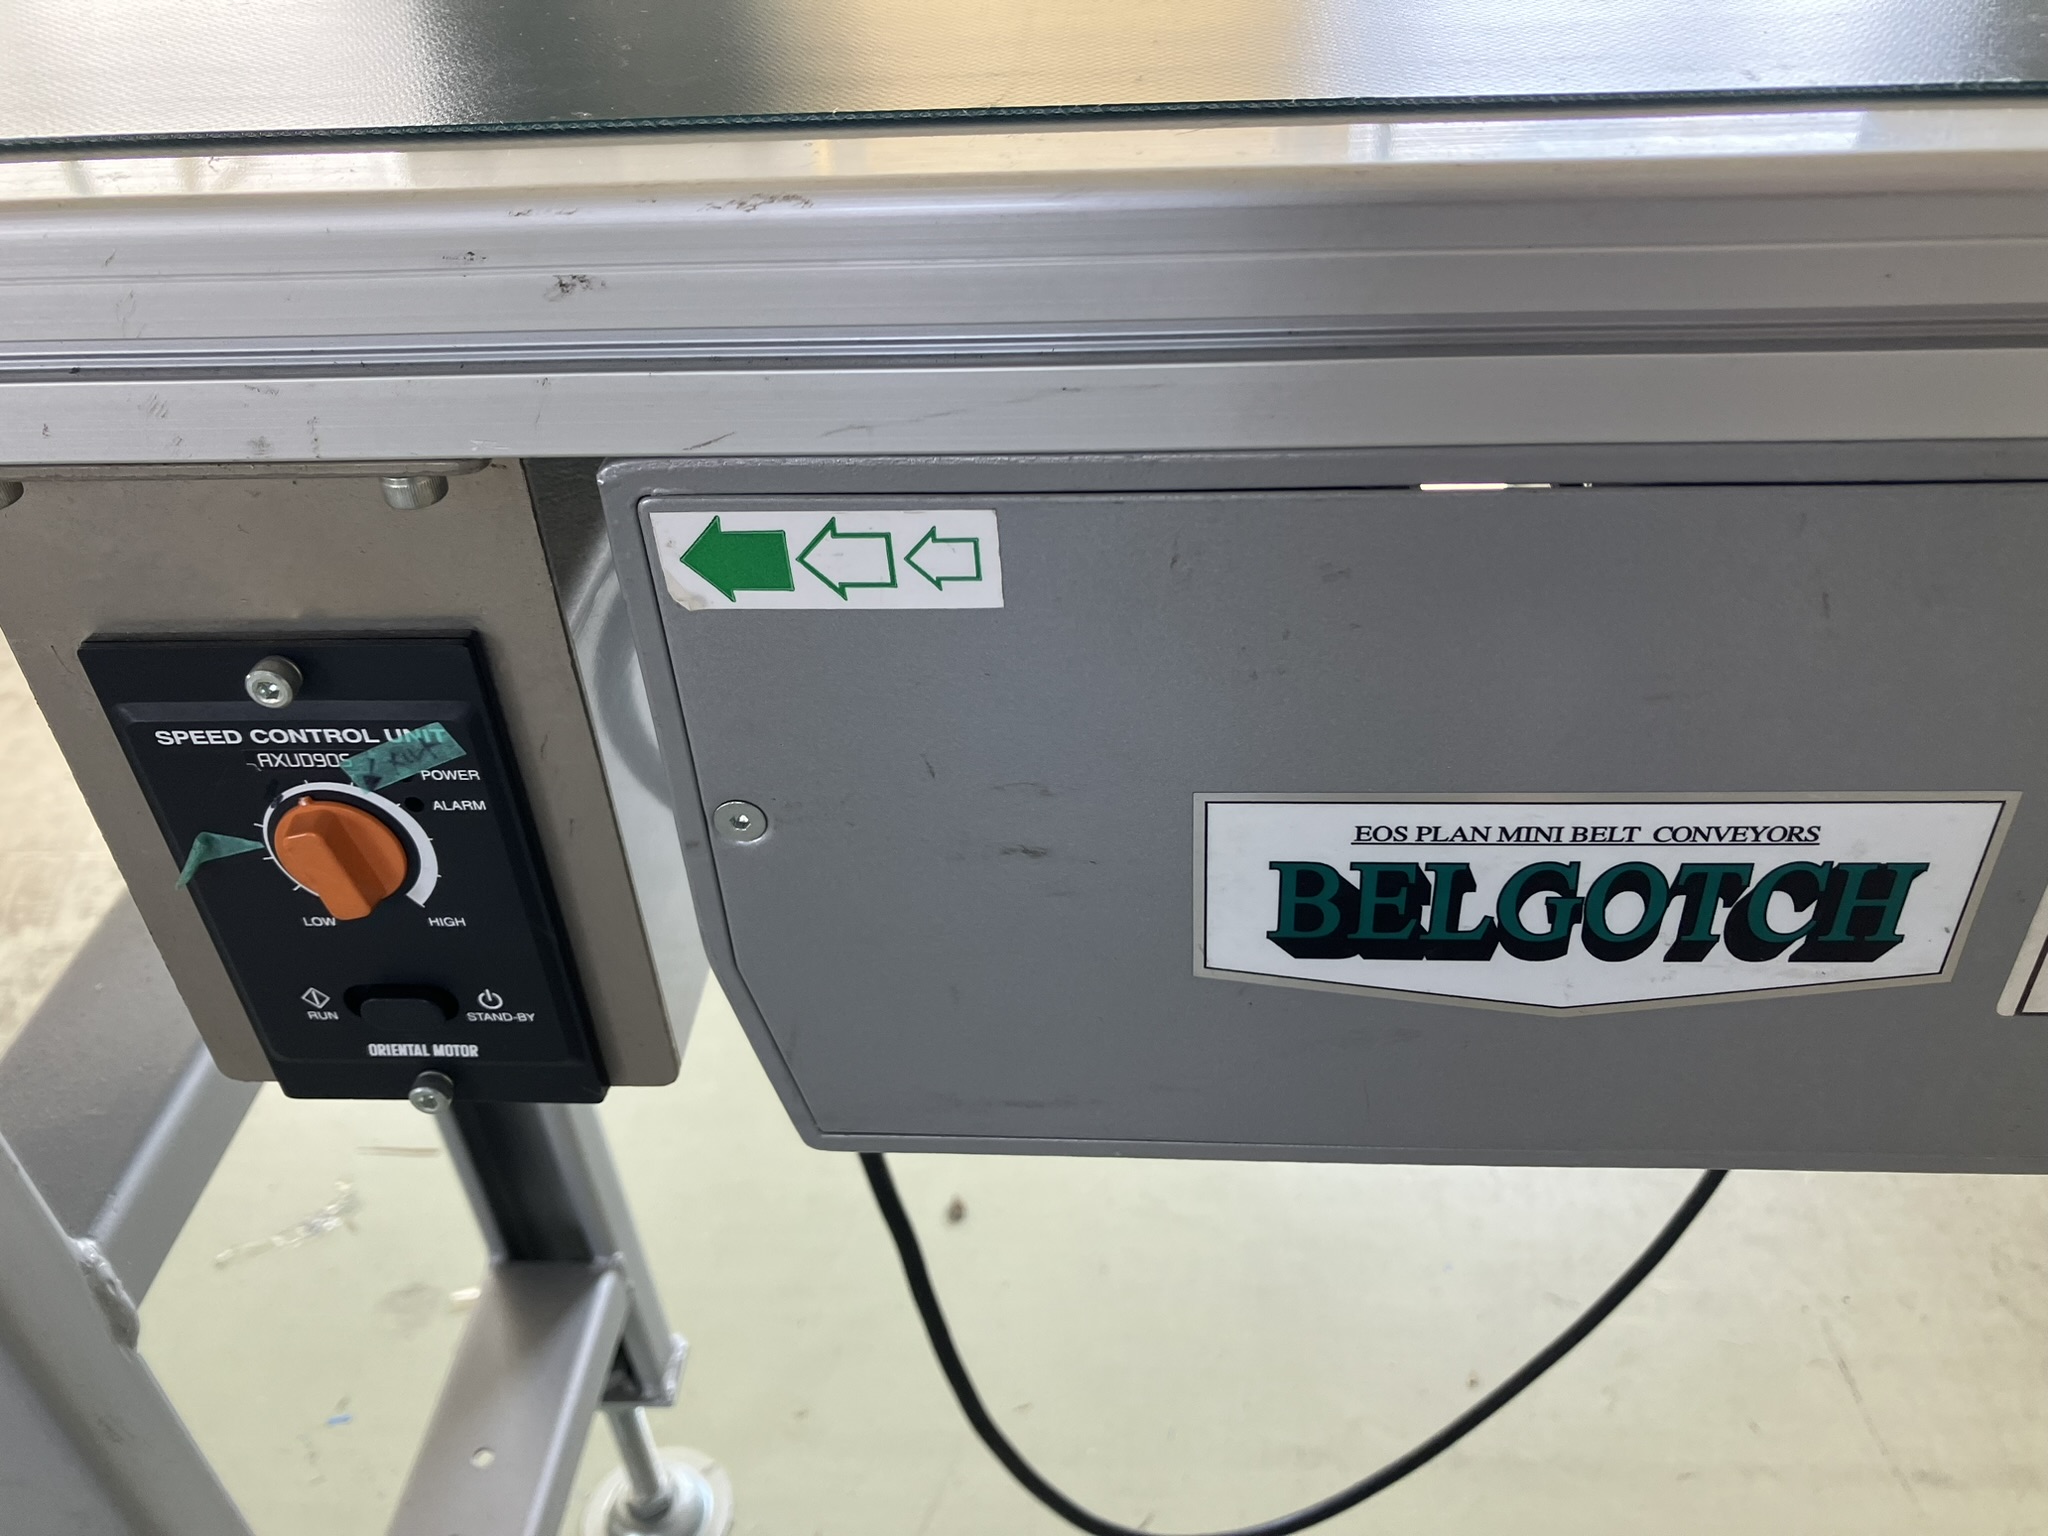 SPEED CONTROL UNIT
AXUD90S
POWER
ALARM
LOW
HIGH
RUN
STAND-BY
ORIENTAL MOTOR
EOS PLAN MINI BELT CONVEYORS
BELGOTCH